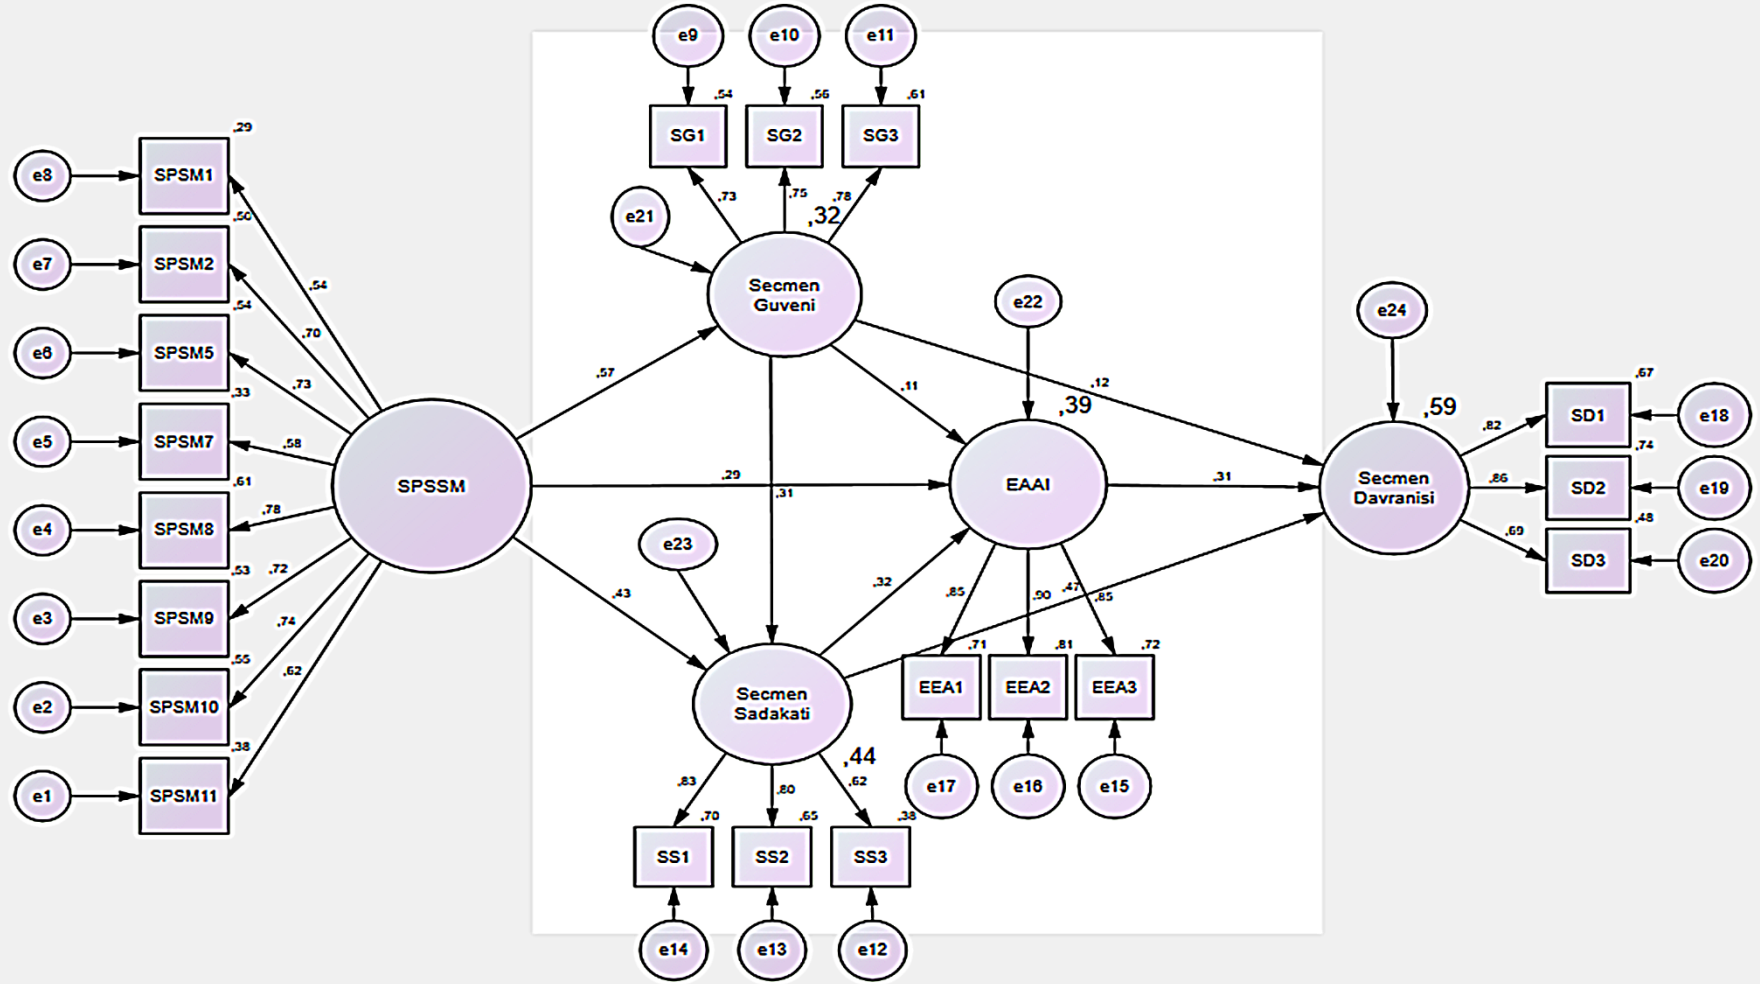 e9
e10
e11
,54
,56
,61
SG1
SG2
SG3
,73
,75
,78
,32
e21
Secmen
Guveni
,29
e8
SPSM1
,50
e7
SPSM2
,54
e6
SPSM5
,33
e5
SPSM7
,61
e4
SPSM8
,53
e3
SPSM9
,55
e2
SPSM10
,38
e1
SPSM11
,54
,70
,73
,58
,78
,72
,74
,62
SPSSM
,57
,29
,43
,31
,11
,12
e22
,39
EAAI
,31
e23
,32
,47
Secmen
Sadakati
,44
,83
,80
,62
,70
,65
,38
SS1
SS2
SS3
e14
e13
e12
,85
,90
,85
,71
,81
,72
EEA1
EEA2
EEA3
e17
e16
e15
e24
,59
Secmen
Davranisi
,82
,86
,69
,67
SD1
e18
,74
SD2
e19
,48
SD3
e20